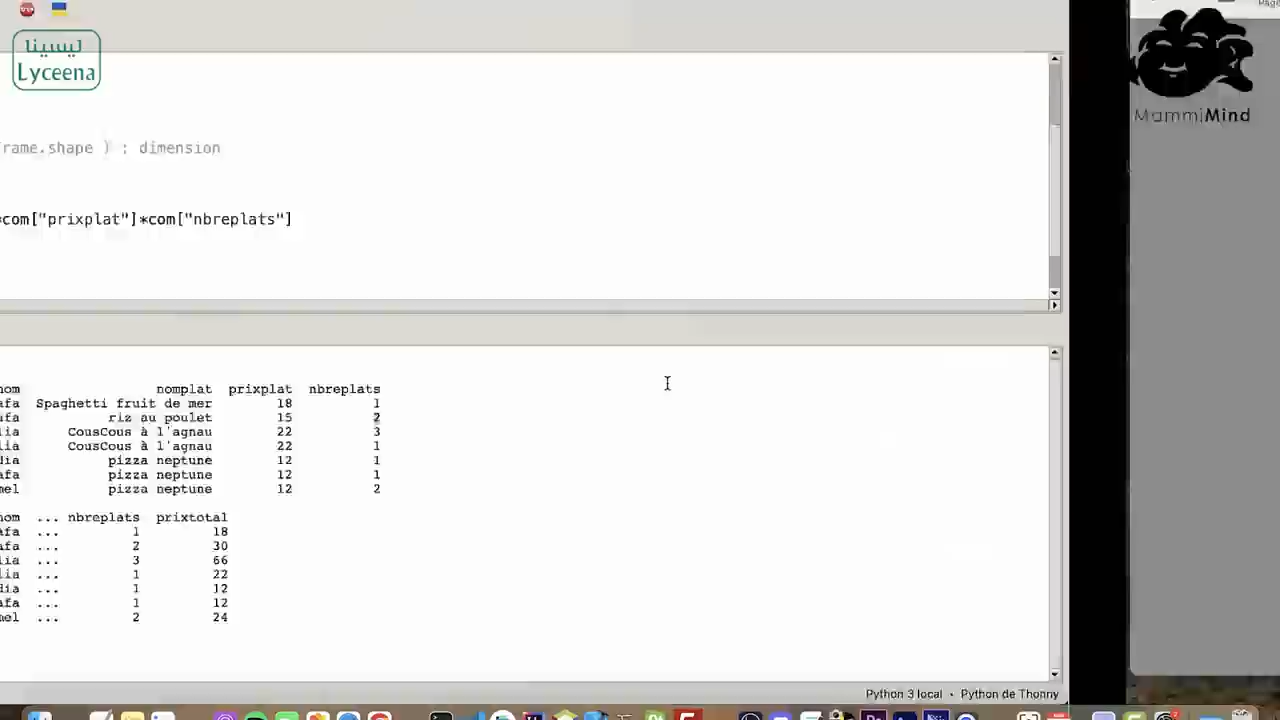 ليسينا
Lyceena
MammiMind
rame.shape ) : dimension
com["prixplat"]*com["nbreplats"]
nom nomplat prixplat nbreplats
afa Spaghetti fruit de mer 18 1
afa riz au poulet 15 2
lia CousCous à l'agnau 22 3
lia CousCous à l'agnau 22 1
dia pizza neptune 12 1
afa pizza neptune 12 1
mel pizza neptune 12 2
nom ... nbreplats prixtotal
afa ... 1 18
afa ... 2 30
lia ... 3 66
lia ... 1 22
dia ... 1 12
afa ... 1 12
mel ... 2 24
Python 3 local • Python de Thonny